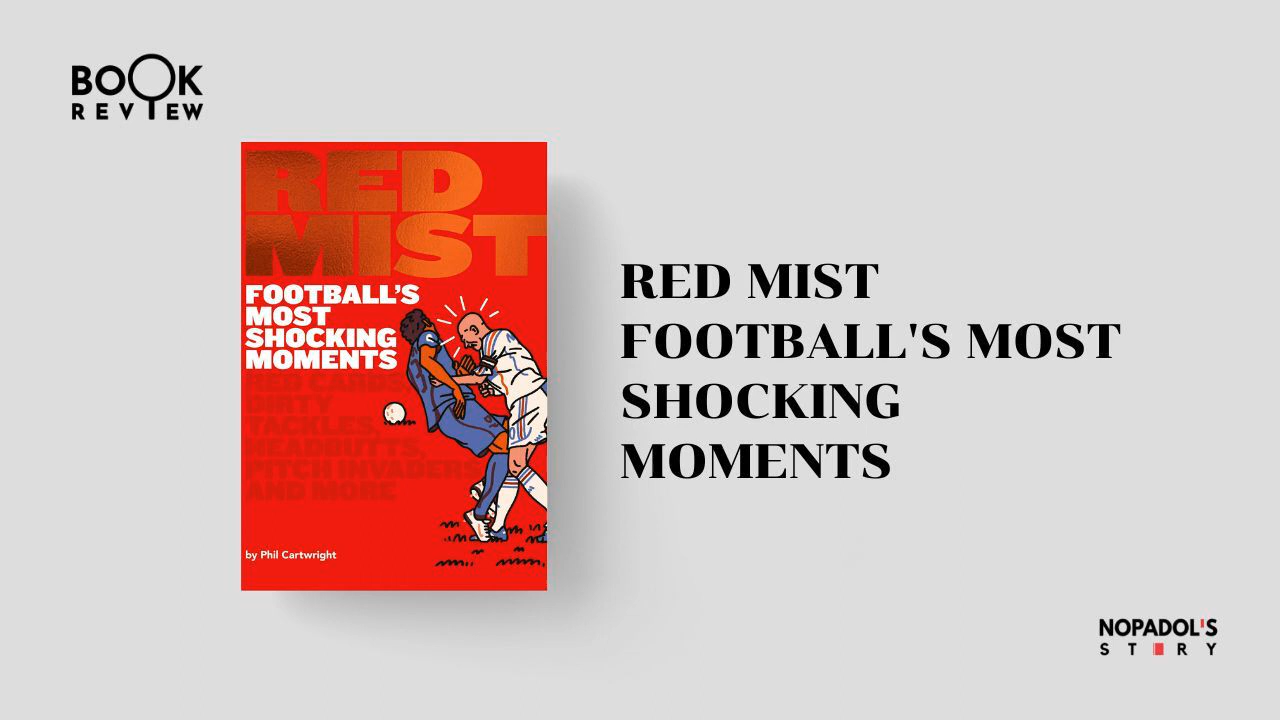 BOOK
REVIEW
RED
MIST
FOOTBALL'S
MOST
SHOCKING
MOMENTS
RED CARDS,
DIRTY
TACKLES,
HEADBUTTS,
PITCH INVADERS
AND MORE
by Phil Cartwright
RED MIST
FOOTBALL'S MOST
SHOCKING
MOMENTS
NOPADOL'S
STORY